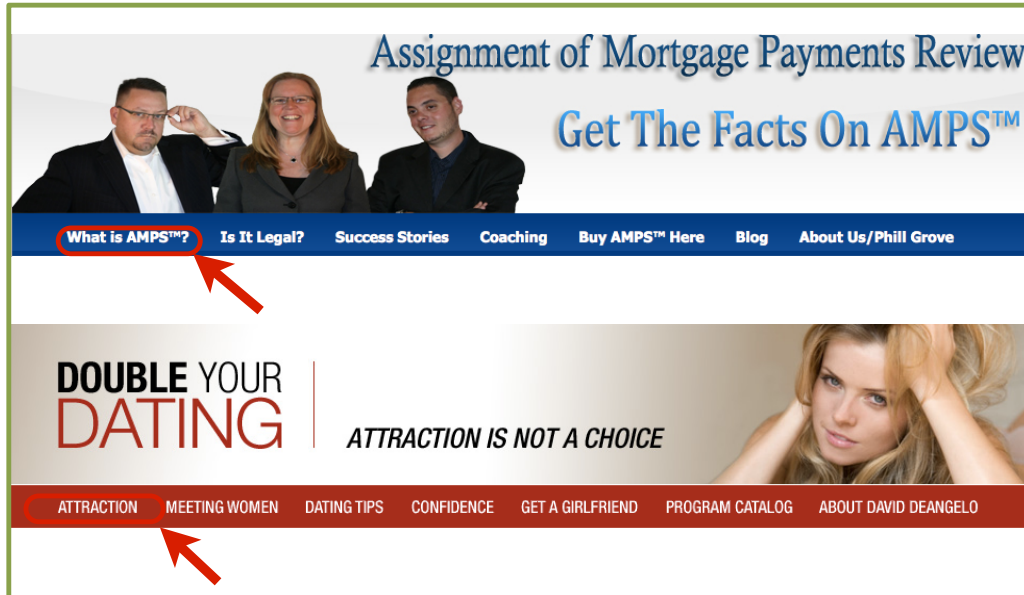 Assignment of Mortgage Payments Review
Get The Facts On AMPS™
What is AMPS™? Is It Legal? Success Stories Coaching Buy AMPS™ Here Blog About Us/Phill Grove
DOUBLE YOUR
DATING
ATTRACTION IS NOT A CHOICE
ATTRACTION MEETING WOMEN DATING TIPS CONFIDENCE GET A GIRLFRIEND PROGRAM CATALOG ABOUT DAVID DEANGELO